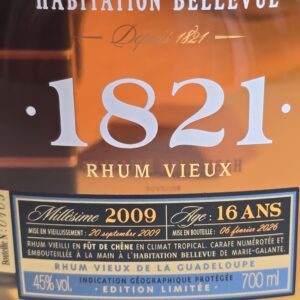 HABITATION BELLEVUE
Depuis 1821
· 1821 ·
RHUM VIEUX
Millésime 2009 Age : 16 ANS
MISE EN VIEILLISSEMENT : 20 septembre 2009 MISE EN BOUTEILLE : 06 février 2026
RHUM VIEILLI EN FÛT DE CHÊNE EN CLIMAT TROPICAL. CARAFE NUMÉROTÉE ET
EMBOUTEILLÉE À LA MAIN À L'HABITATION BELLEVUE DE MARIE-GALANTE.
RHUM VIEUX DE LA GUADELOUPE
45% vol. INDICATION GÉOGRAPHIQUE PROTÉGÉE 700 ml
· EDITION LIMITÉE ·
Bouteille N°